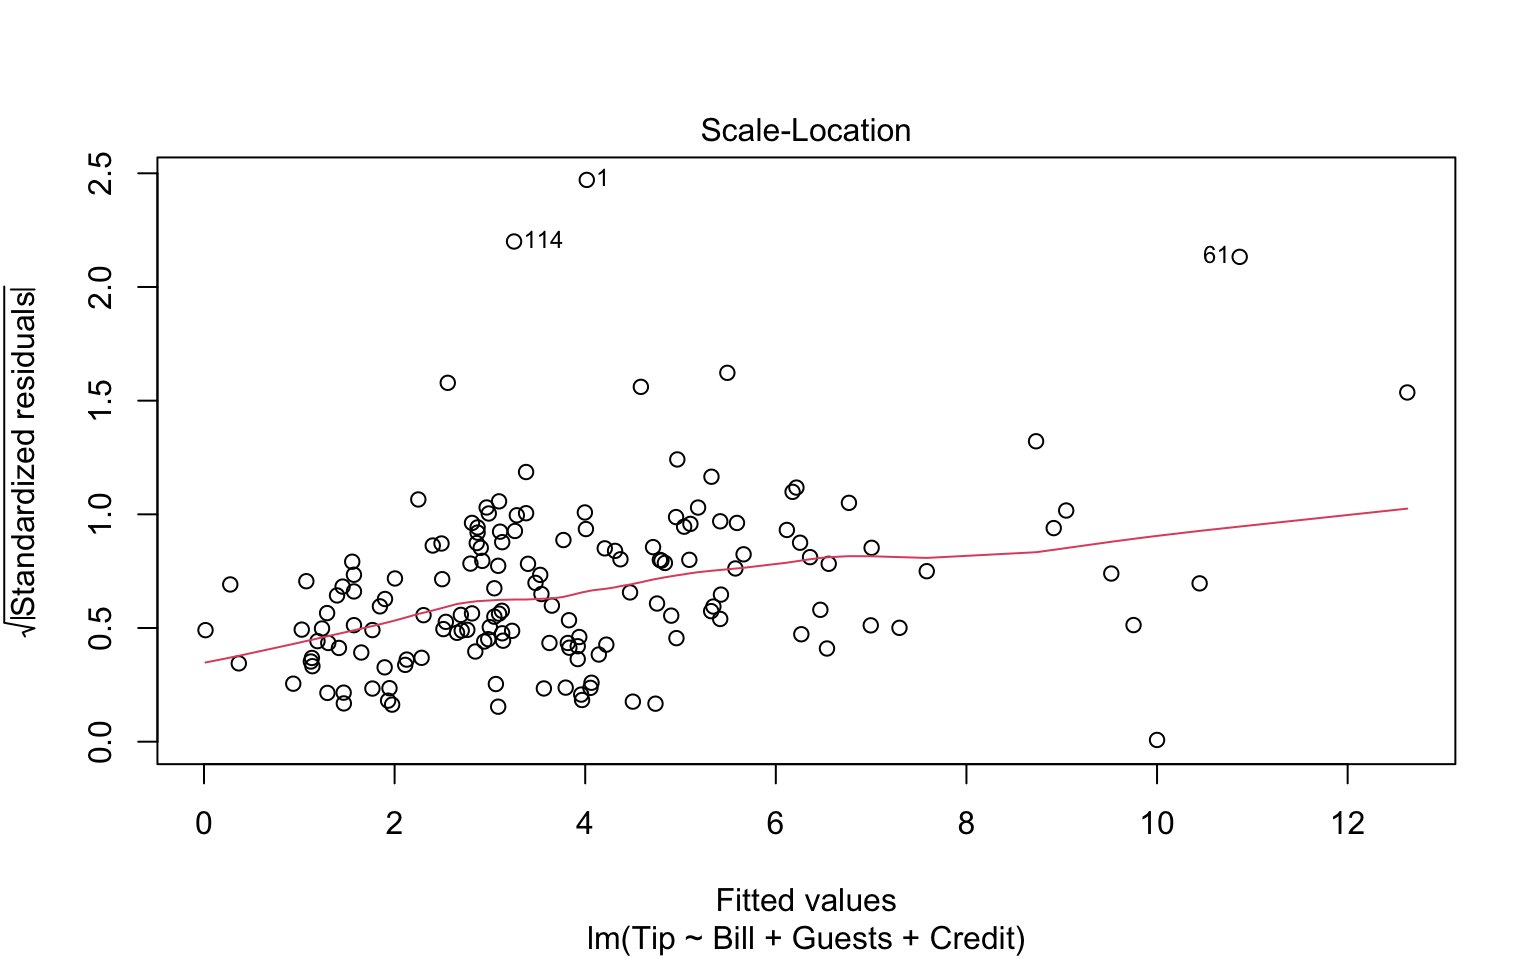 Scale-Location
√|Standardized residuals|
2.5
2.0
1.5
1.0
0.5
0.0
1
114
61
0 2 4 6 8 10 12
Fitted values
lm(Tip ~ Bill + Guests + Credit)